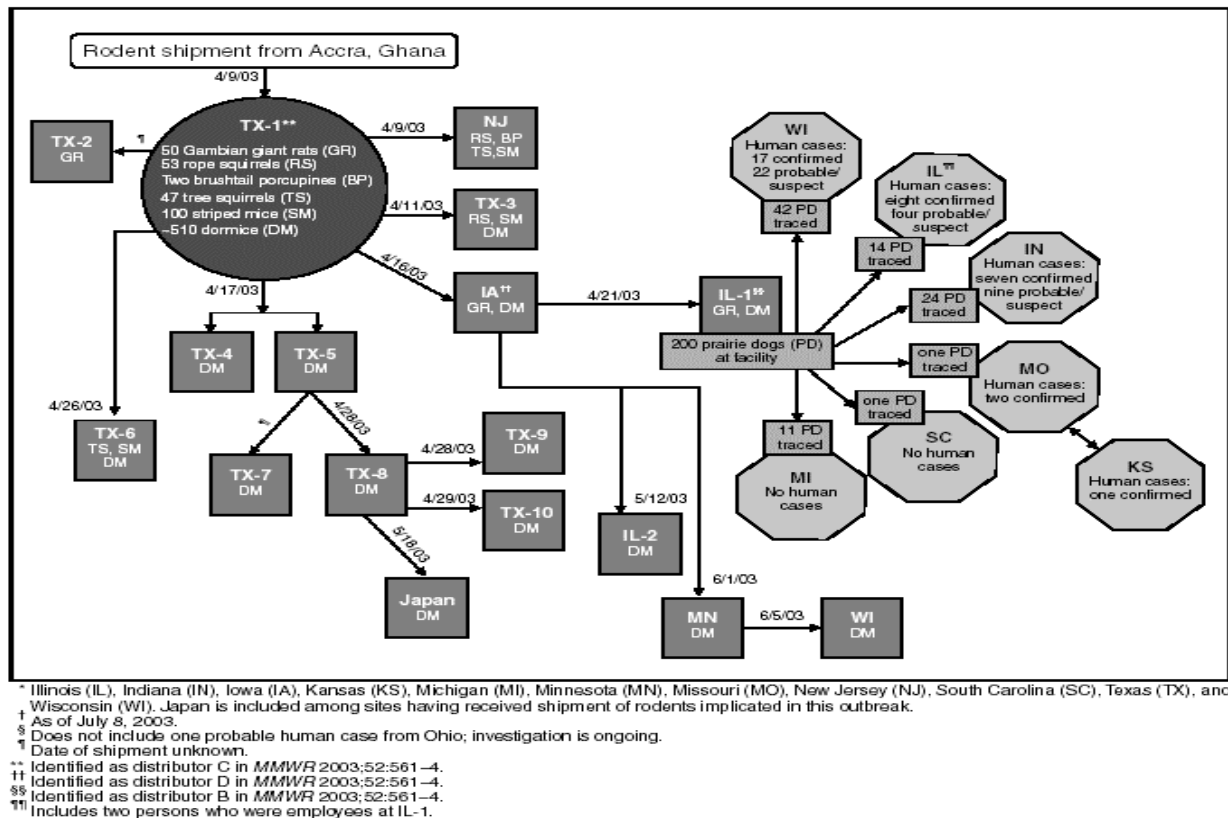 Rodent shipment from Accra, Ghana
4/9/03
TX-1**
50 Gambian giant rats (GR)
53 rope squirrels (RS)
Two brushtail porcupines (BP)
47 tree squirrels (TS)
100 striped mice (SM)
~510 dormice (DM)
¶
TX-2
GR
4/9/03
NJ
RS, BP
TS,SM
4/11/03
TX-3
RS, SM
DM
4/16/03
IA††
GR, DM
4/21/03
IL-1§§
GR, DM
200 prairie dogs (PD)
at facility
WI
Human cases:
17 confirmed
22 probable/
suspect
42 PD
traced
IL¶¶
Human cases:
eight confirmed
four probable/
suspect
14 PD
traced
IN
Human cases:
seven confirmed
nine probable/
suspect
24 PD
traced
one PD
traced
MO
Human cases:
two confirmed
KS
Human cases:
one confirmed
one PD
traced
SC
No human
cases
11 PD
traced
MI
No human
cases
4/17/03
TX-4
DM
TX-5
DM
4/26/03
TX-6
TS, SM
DM
¶
TX-7
DM
4/28/03
TX-8
DM
4/28/03
TX-9
DM
4/29/03
TX-10
DM
5/18/03
Japan
DM
5/12/03
IL-2
DM
6/1/03
MN
DM
6/5/03
WI
DM
* Illinois (IL), Indiana (IN), Iowa (IA), Kansas (KS), Michigan (MI), Minnesota (MN), Missouri (MO), New Jersey (NJ), South Carolina (SC), Texas (TX), and
Wisconsin (WI). Japan is included among sites having received shipment of rodents implicated in this outbreak.
† As of July 8, 2003.
§ Does not include one probable human case from Ohio; investigation is ongoing.
¶ Date of shipment unknown.
** Identified as distributor C in MMWR 2003;52:561–4.
†† Identified as distributor D in MMWR 2003;52:561–4.
§§ Identified as distributor B in MMWR 2003;52:561–4.
¶¶ Includes two persons who were employees at IL-1.